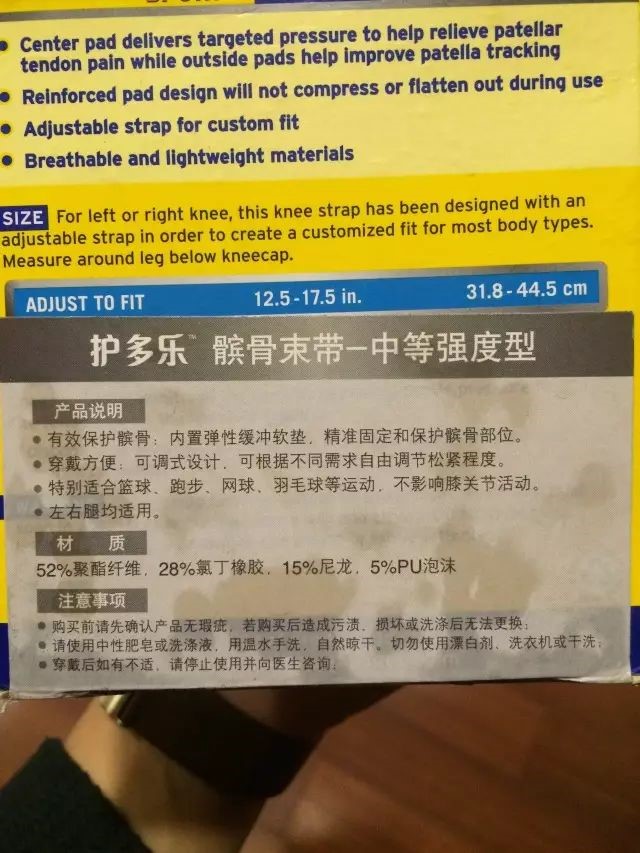 • Center pad delivers targeted pressure to help relieve patellar
tendon pain while outside pads help improve patella tracking
• Reinforced pad design will not compress or flatten out during use
• Adjustable strap for custom fit
• Breathable and lightweight materials
SIZE For left or right knee, this knee strap has been designed with an
adjustable strap in order to create a customized fit for most body types.
Measure around leg below kneecap.
ADJUST TO FIT 12.5-17.5 in. 31.8-44.5 cm
护多乐™ 髌骨束带-中等强度型
产品说明
• 有效保护髌骨：内置弹性缓冲软垫，精准固定和保护髌骨部位。
• 穿戴方便：可调式设计，可根据不同需求自由调节松紧程度。
• 特别适合篮球、跑步、网球、羽毛球等运动，不影响膝关节活动。
• 左右腿均适用。
材 质
52%聚酯纤维，28%氯丁橡胶，15%尼龙，5%PU泡沫
注意事项
• 购买前请先确认产品无瑕疵，若购买后造成污渍、损坏或洗涤后无法更换；
• 请使用中性肥皂或洗涤液，用温水手洗，自然晾干。切勿使用漂白剂、洗衣机或干洗；
• 穿戴后如有不适，请停止使用并向医生咨询；